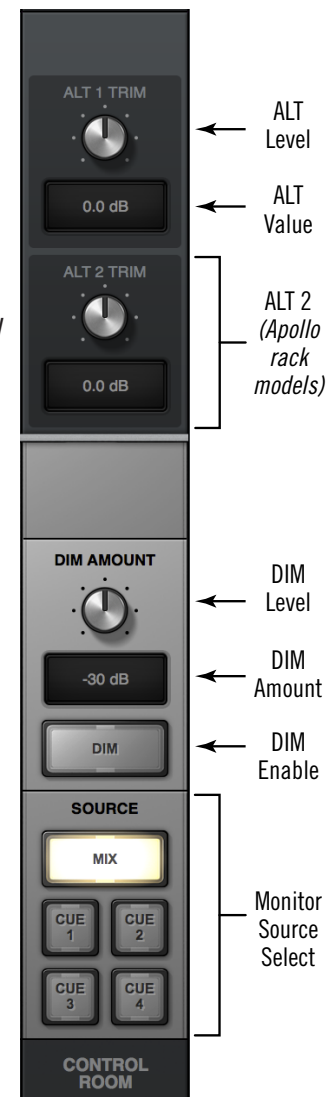 ALT 1 TRIM
0.0 dB
ALT
Level
ALT
Value
ALT 2 TRIM
0.0 dB
ALT 2
(Apollo
rack
models)
DIM AMOUNT
-30 dB
DIM
DIM
Level
DIM
Amount
DIM
Enable
SOURCE
MIX
CUE
1
CUE
2
CUE
3
CUE
4
Monitor
Source
Select
CONTROL
ROOM